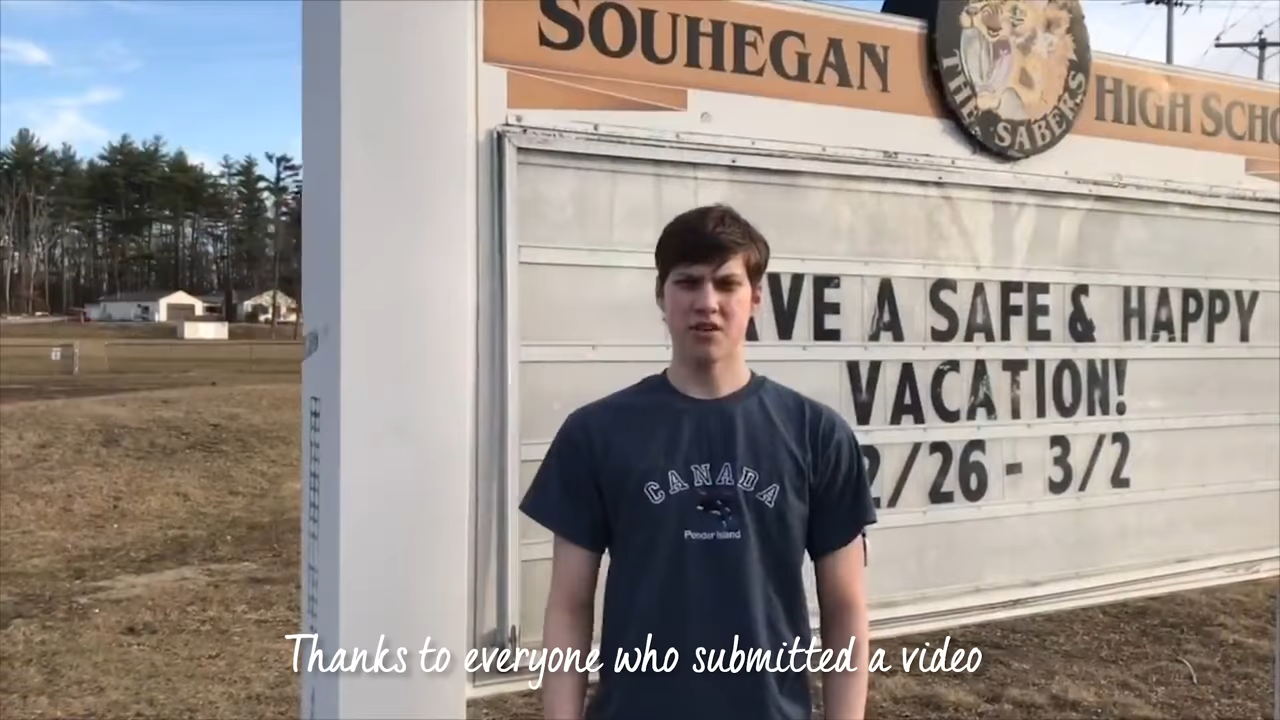 SOUHEGAN
HIGH SCHO
THE SABERS
AVE A SAFE & HAPPY
VACATION!
2/26 - 3/2
CANADA
Pender Island
Thanks to everyone who submitted a video